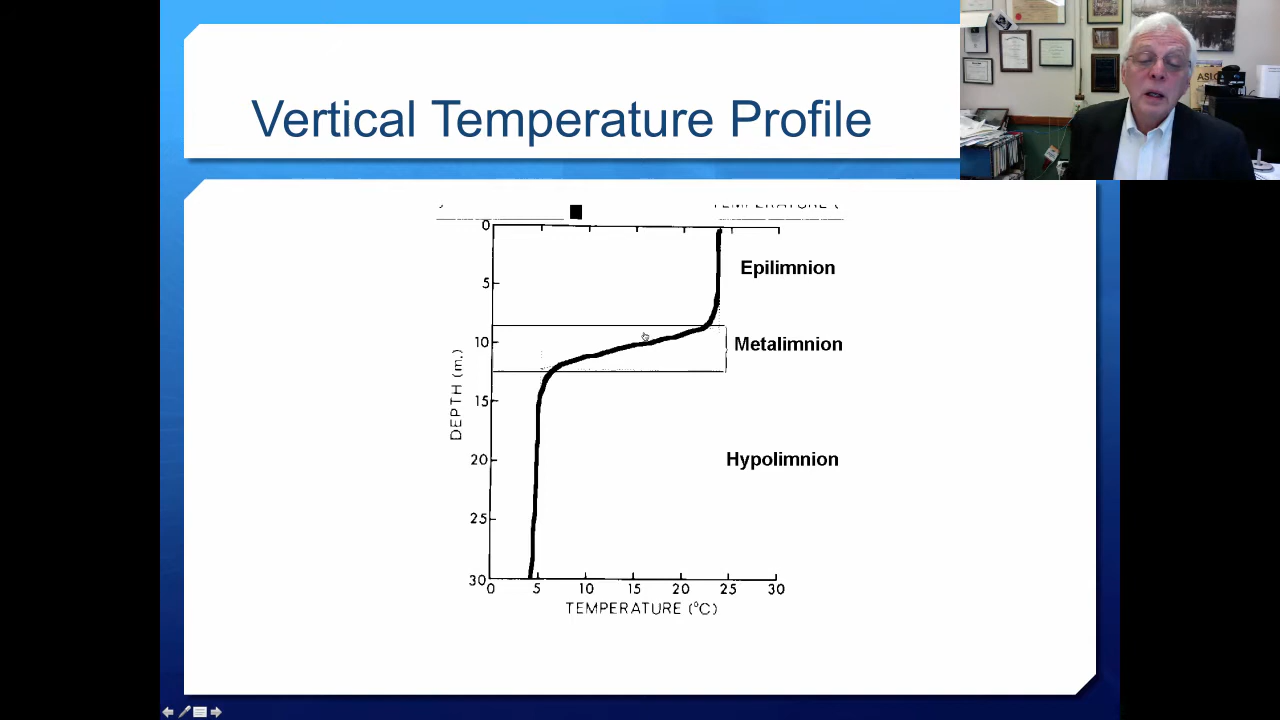 Vertical Temperature Profile
TEMPERATURE (
0
5
10
15
20
25
30
DEPTH (m.)
Epilimnion
Metalimnion
Hypolimnion
0 5 10 15 20 25 30
TEMPERATURE (°C)